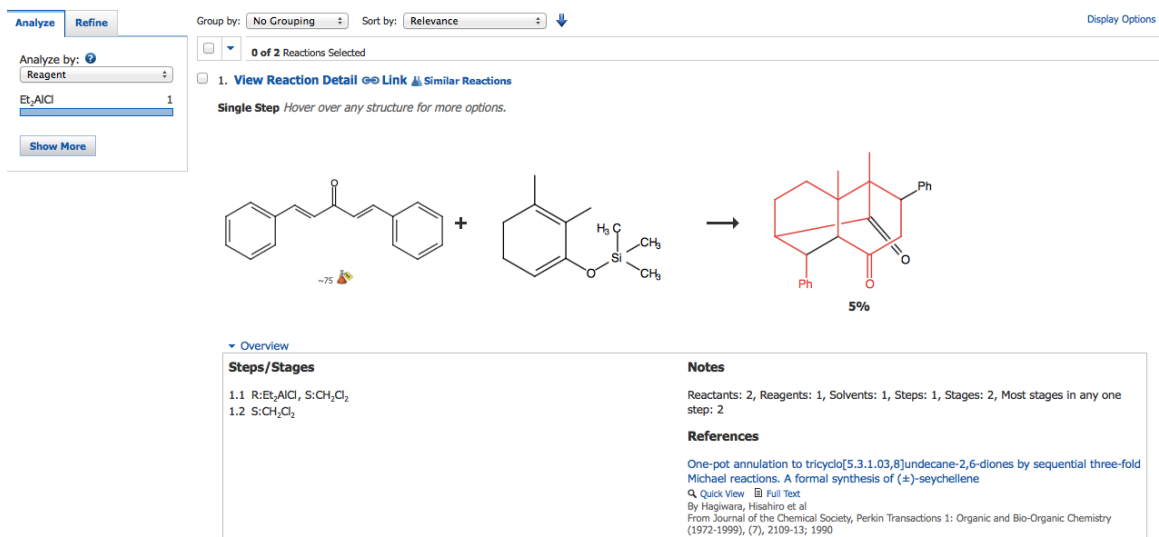 Analyze
Refine
Group by: No Grouping
Sort by: Relevance
Display Options
Analyze by: ?
Reagent
Et₂AlCl 1
Show More
0 of 2 Reactions Selected
1. View Reaction Detail Link Similar Reactions
Single Step Hover over any structure for more options.
O
~75
+
H₃C
CH₃
Si
O
CH₃
Ph
O
Ph
O
5%
Overview
Steps/Stages
1.1 R:Et₂AlCl, S:CH₂Cl₂
1.2 S:CH₂Cl₂
Notes
Reactants: 2, Reagents: 1, Solvents: 1, Steps: 1, Stages: 2, Most stages in any one
step: 2
References
One-pot annulation to tricyclo[5.3.1.03,8]undecane-2,6-diones by sequential three-fold
Michael reactions. A formal synthesis of (±)-seychellene
Quick View Full Text
By Hagiwara, Hisahiro et al
From Journal of the Chemical Society, Perkin Transactions 1: Organic and Bio-Organic Chemistry
(1972-1999), (7), 2109-13; 1990